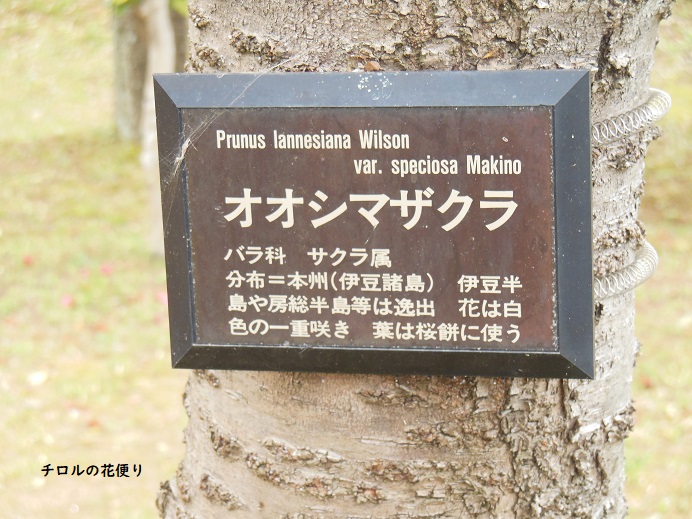 Prunus lannesiana Wilson
var. speciosa Makino
オオシマザクラ
バラ科　サクラ属
分布＝本州（伊豆諸島）　伊豆半
島や房総半島等は逸出　花は白
色の一重咲き　葉は桜餅に使う
チロルの花便り